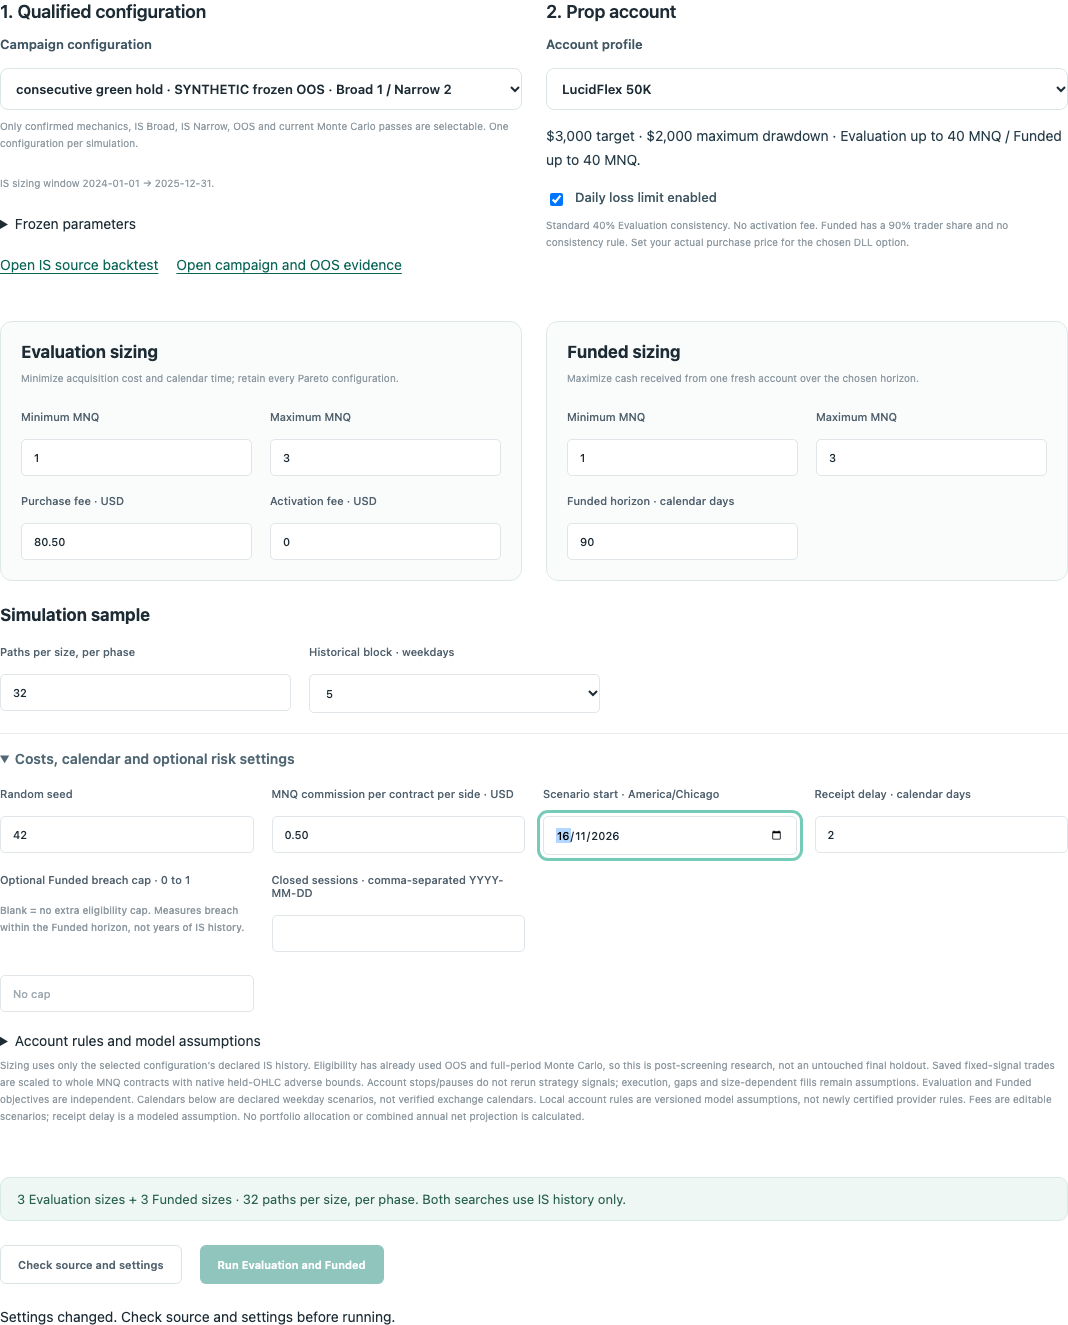 1. Qualified configuration
Campaign configuration
consecutive green hold · SYNTHETIC frozen OOS · Broad 1 / Narrow 2
Only confirmed mechanics, IS Broad, IS Narrow, OOS and current Monte Carlo passes are selectable. One
configuration per simulation.
IS sizing window 2024-01-01 → 2025-12-31.
Frozen parameters
Open IS source backtest Open campaign and OOS evidence
2. Prop account
Account profile
LucidFlex 50K
$3,000 target · $2,000 maximum drawdown · Evaluation up to 40 MNQ / Funded
up to 40 MNQ.
Daily loss limit enabled
Standard 40% Evaluation consistency. No activation fee. Funded has a 90% trader share and no
consistency rule. Set your actual purchase price for the chosen DLL option.
Evaluation sizing
Minimize acquisition cost and calendar time; retain every Pareto configuration.
Minimum MNQ Maximum MNQ
1 3
Purchase fee · USD Activation fee · USD
80.50 0
Funded sizing
Maximize cash received from one fresh account over the chosen horizon.
Minimum MNQ Maximum MNQ
1 3
Funded horizon · calendar days
90
Simulation sample
Paths per size, per phase Historical block · weekdays
32 5
Costs, calendar and optional risk settings
Random seed MNQ commission per contract per side · USD Scenario start · America/Chicago Receipt delay · calendar days
42 0.50 16/11/2026 2
Optional Funded breach cap · 0 to 1
Blank = no extra eligibility cap. Measures breach
within the Funded horizon, not years of IS history.
No cap
Closed sessions · comma-separated YYYY-
MM-DD
Account rules and model assumptions
Sizing uses only the selected configuration's declared IS history. Eligibility has already used OOS and full-period Monte Carlo, so this is post-screening research, not an untouched final holdout. Saved fixed-signal trades
are scaled to whole MNQ contracts with native held-OHLC adverse bounds. Account stops/pauses do not rerun strategy signals; execution, gaps and size-dependent fills remain assumptions. Evaluation and Funded
objectives are independent. Calendars below are declared weekday scenarios, not verified exchange calendars. Local account rules are versioned model assumptions, not newly certified provider rules. Fees are editable
scenarios; receipt delay is a modeled assumption. No portfolio allocation or combined annual net projection is calculated.
3 Evaluation sizes + 3 Funded sizes · 32 paths per size, per phase. Both searches use IS history only.
Check source and settings Run Evaluation and Funded
Settings changed. Check source and settings before running.